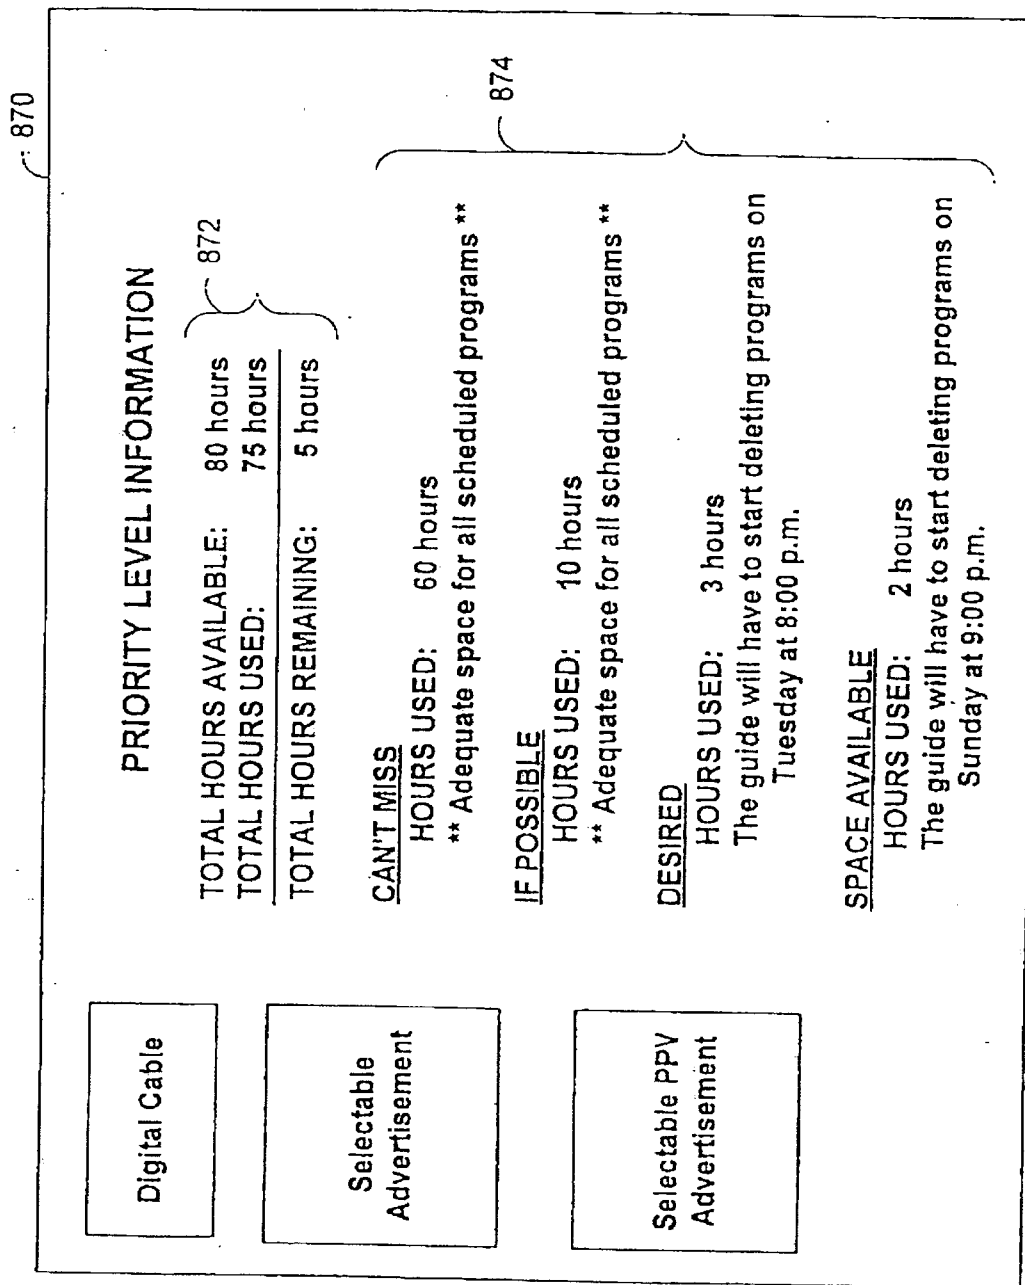 870
PRIORITY LEVEL INFORMATION
Digital Cable
Selectable
Advertisement
Selectable PPV
Advertisement
TOTAL HOURS AVAILABLE: 80 hours
TOTAL HOURS USED: 75 hours
TOTAL HOURS REMAINING: 5 hours
872
CAN'T MISS
HOURS USED: 60 hours
** Adequate space for all scheduled programs **
IF POSSIBLE
HOURS USED: 10 hours
** Adequate space for all scheduled programs **
DESIRED
HOURS USED: 3 hours
The guide will have to start deleting programs on
Tuesday at 8:00 p.m.
SPACE AVAILABLE
HOURS USED: 2 hours
The guide will have to start deleting programs on
Sunday at 9:00 p.m.
874